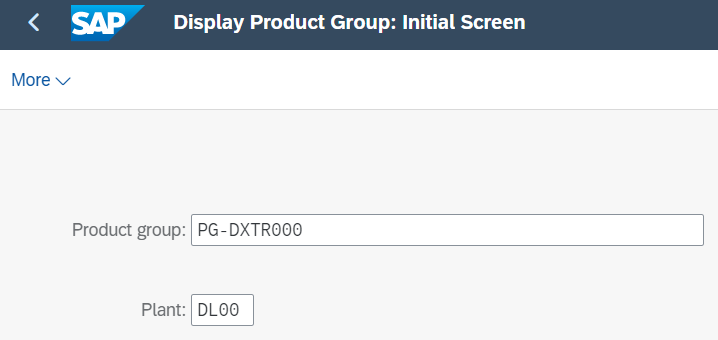 SAP Display Product Group: Initial Screen
More
Product group: PG-DXTR000
Plant: DL00